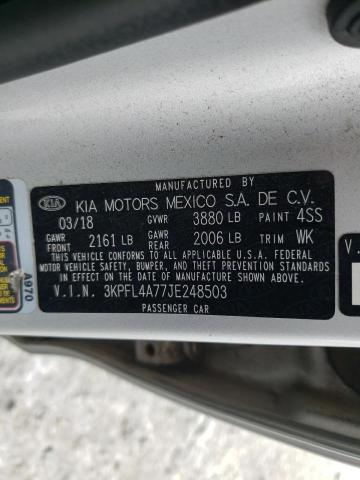 MANUFACTURED BY
KIA KIA MOTORS MEXICO S.A. DE C.V.
03/18 GVWR 3880 LB PAINT 4SS
GAWR FRONT 2161 LB GAWR REAR 2006 LB TRIM WK
THIS VEHICLE CONFORMS TO ALL APPLICABLE U.S.A. FEDERAL
MOTOR VEHICLE SAFETY, BUMPER, AND THEFT PREVENTION
STANDARDS IN EFFECT ON THE DATE OF MANUFACTURE SHOWN ABOVE.
V.I.N. 3KPFL4A77JE248503
PASSENGER CAR
A970
V.